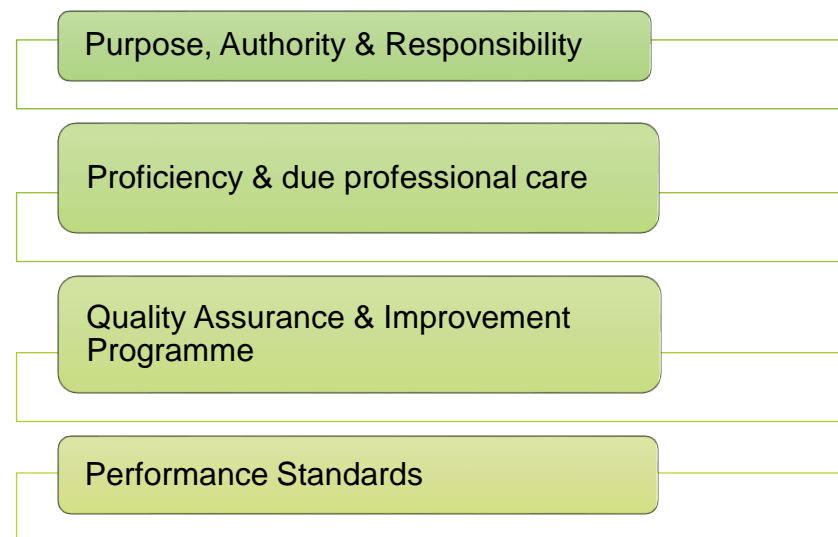 Purpose, Authority & Responsibility
Proficiency & due professional care
Quality Assurance & Improvement
Programme
Performance Standards